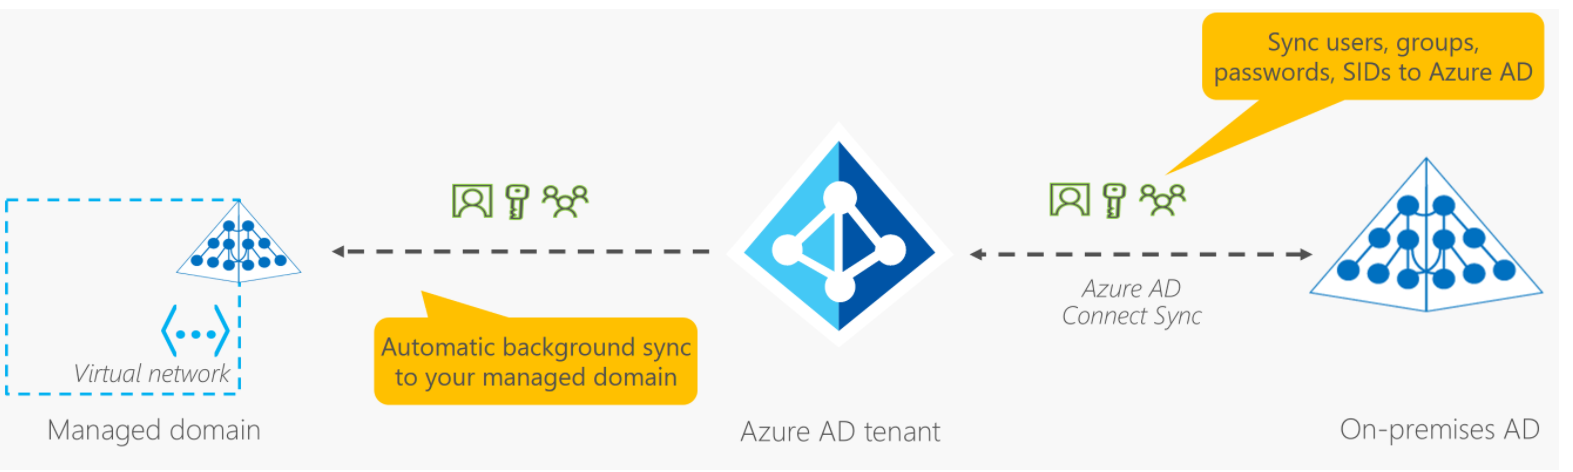 Sync users, groups,
passwords, SIDs to Azure AD
Azure AD
Connect Sync
Automatic background sync
to your managed domain
Virtual network
Managed domain
Azure AD tenant
On-premises AD